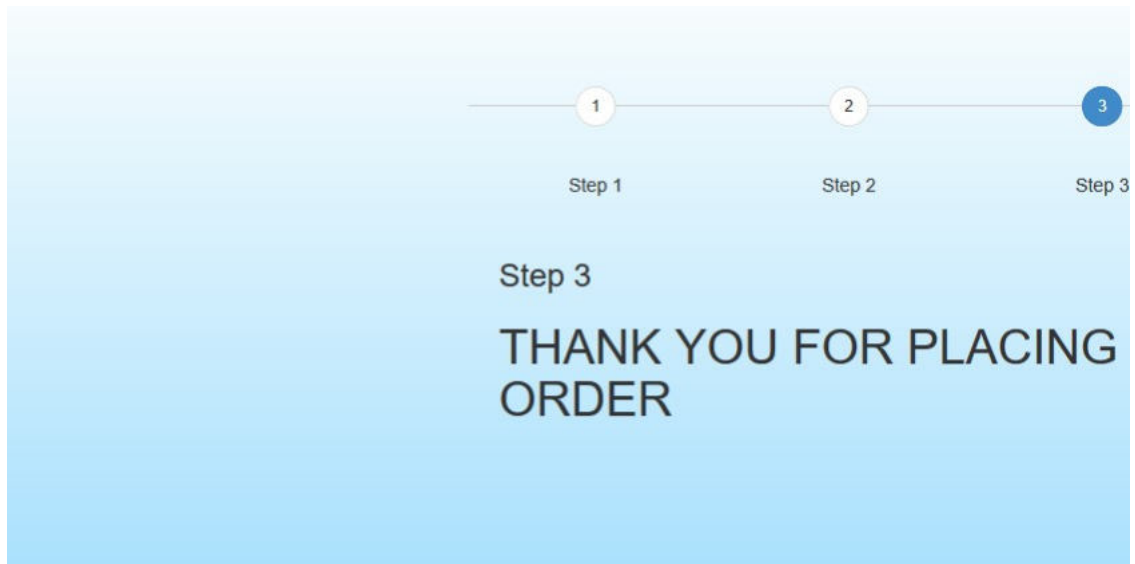 1 2 3
Step 1 Step 2 Step 3
Step 3
THANK YOU FOR PLACING
ORDER